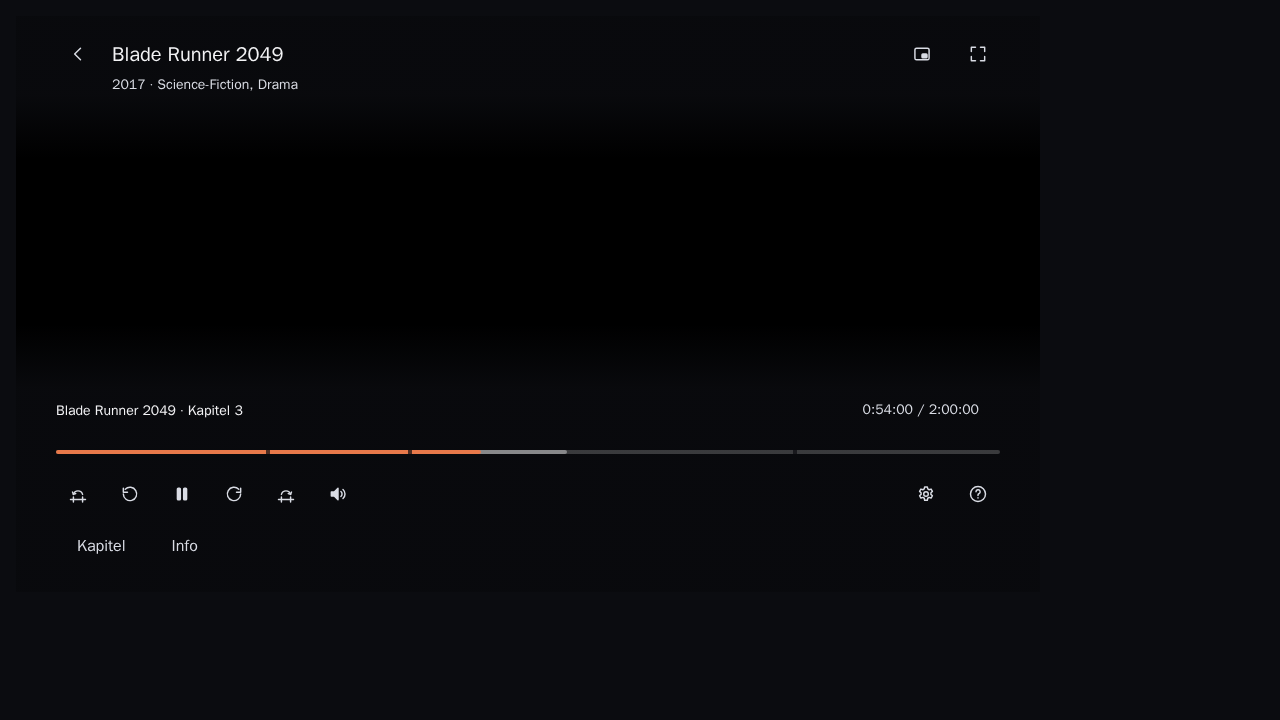 Blade Runner 2049
2017 · Science-Fiction, Drama
Blade Runner 2049 · Kapitel 3
0:54:00 / 2:00:00
Kapitel
Info